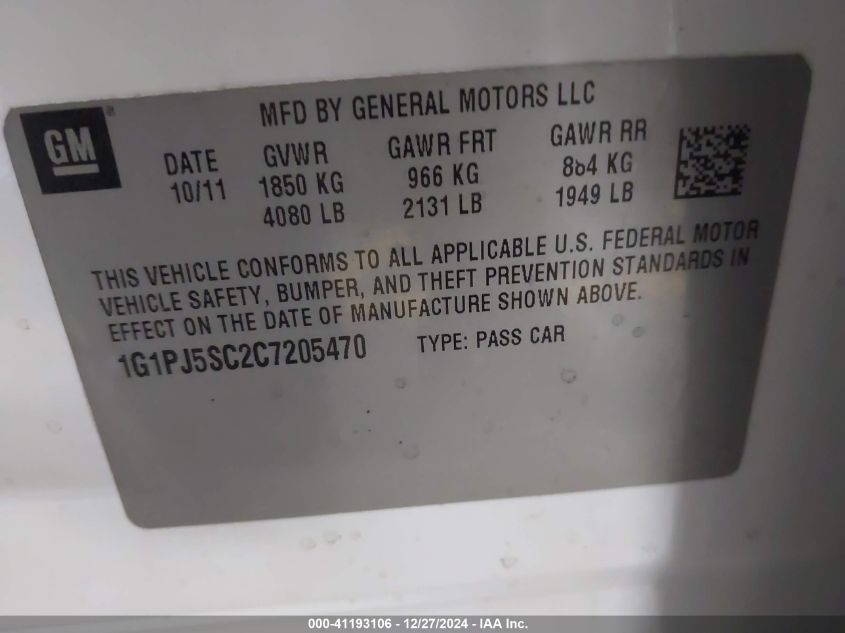 MFD BY GENERAL MOTORS LLC
GM®
DATE GVWR GAWR FRT GAWR RR
10/11 1850 KG 966 KG 884 KG
4080 LB 2131 LB 1949 LB
THIS VEHICLE CONFORMS TO ALL APPLICABLE U.S. FEDERAL MOTOR
VEHICLE SAFETY, BUMPER, AND THEFT PREVENTION STANDARDS IN
EFFECT ON THE DATE OF MANUFACTURE SHOWN ABOVE.
1G1PJ5SC2C7205470 TYPE: PASS CAR
000-41193106 - 12/27/2024 - IAA Inc.